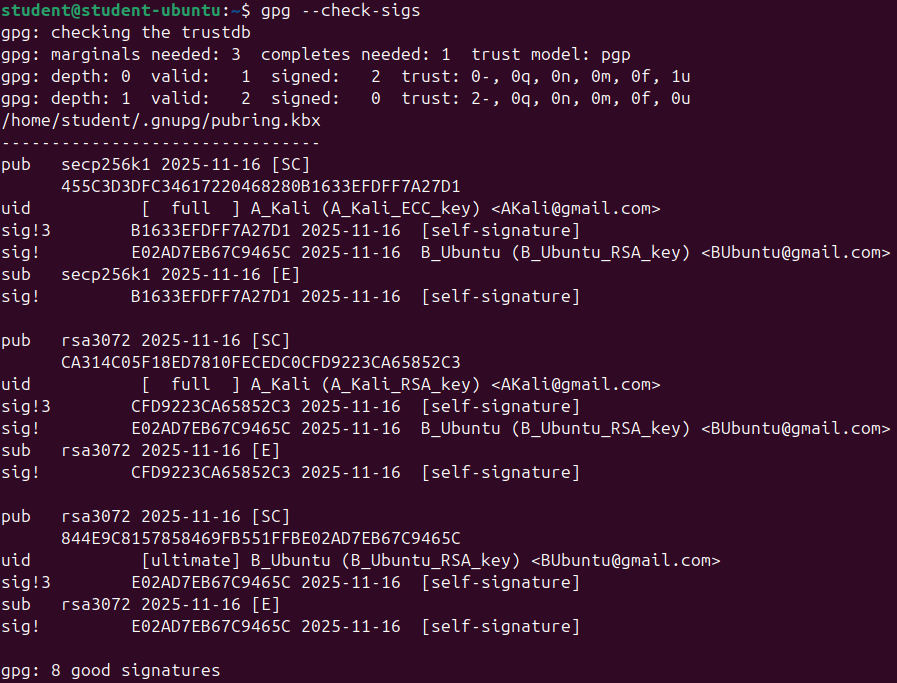 student@student-ubuntu:~$ gpg --check-sigs
gpg: checking the trustdb
gpg: marginals needed: 3  completes needed: 1  trust model: pgp
gpg: depth: 0  valid:   1  signed:   2  trust: 0-, 0q, 0n, 0m, 0f, 1u
gpg: depth: 1  valid:   2  signed:   0  trust: 2-, 0q, 0n, 0m, 0f, 0u
/home/student/.gnupg/pubring.kbx
--------------------------------
pub   secp256k1 2025-11-16 [SC]
      455C3D3DFC34617220468280B1633EFDFF7A27D1
uid           [  full  ] A_Kali (A_Kali_ECC_key) <AKali@gmail.com>
sig!3        B1633EFDFF7A27D1 2025-11-16  [self-signature]
sig!         E02AD7EB67C9465C 2025-11-16  B_Ubuntu (B_Ubuntu_RSA_key) <BUbuntu@gmail.com>
sub   secp256k1 2025-11-16 [E]
sig!         B1633EFDFF7A27D1 2025-11-16  [self-signature]

pub   rsa3072 2025-11-16 [SC]
      CA314C05F18ED7810FECEDC0CFD9223CA65852C3
uid           [  full  ] A_Kali (A_Kali_RSA_key) <AKali@gmail.com>
sig!3        CFD9223CA65852C3 2025-11-16  [self-signature]
sig!         E02AD7EB67C9465C 2025-11-16  B_Ubuntu (B_Ubuntu_RSA_key) <BUbuntu@gmail.com>
sub   rsa3072 2025-11-16 [E]
sig!         CFD9223CA65852C3 2025-11-16  [self-signature]

pub   rsa3072 2025-11-16 [SC]
      844E9C8157858469FB551FFBE02AD7EB67C9465C
uid           [ultimate] B_Ubuntu (B_Ubuntu_RSA_key) <BUbuntu@gmail.com>
sig!3        E02AD7EB67C9465C 2025-11-16  [self-signature]
sub   rsa3072 2025-11-16 [E]
sig!         E02AD7EB67C9465C 2025-11-16  [self-signature]

gpg: 8 good signatures